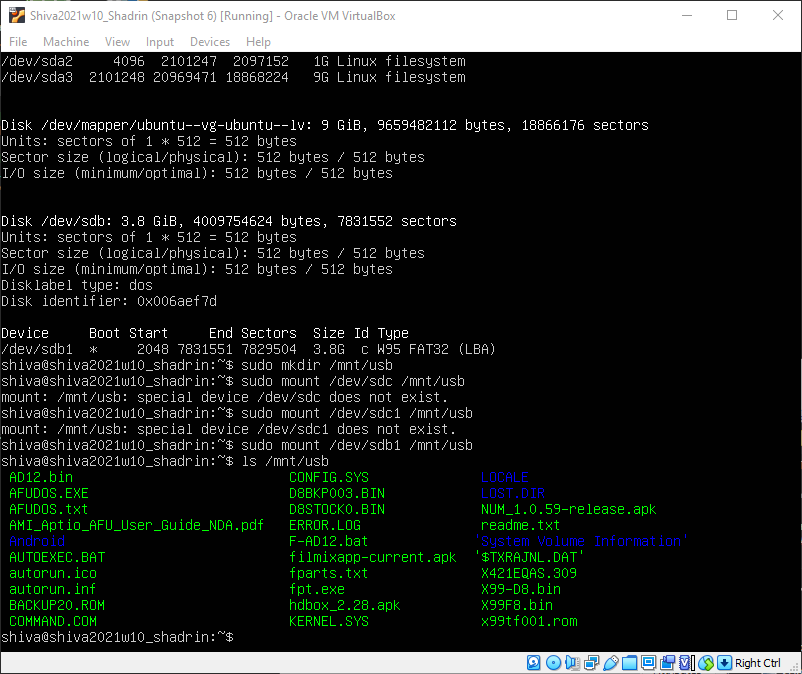 Shiva2021w10_Shadrin (Snapshot 6) [Running] - Oracle VM VirtualBox
File Machine View Input Devices Help
/dev/sda2     4096  2101247  2097152   1G Linux filesystem
/dev/sda3  2101248 20969471 18868224   9G Linux filesystem
Disk /dev/mapper/ubuntu--vg-ubuntu--lv: 9 GiB, 9659482112 bytes, 18866176 sectors
Units: sectors of 1 * 512 = 512 bytes
Sector size (logical/physical): 512 bytes / 512 bytes
I/O size (minimum/optimal): 512 bytes / 512 bytes
Disk /dev/sdb: 3.8 GiB, 4009754624 bytes, 7831552 sectors
Units: sectors of 1 * 512 = 512 bytes
Sector size (logical/physical): 512 bytes / 512 bytes
I/O size (minimum/optimal): 512 bytes / 512 bytes
Disklabel type: dos
Disk identifier: 0x006aef7d
Device     Boot Start     End Sectors  Size Id Type
/dev/sdb1  *     2048 7831551 7829504  3.8G  c W95 FAT32 (LBA)
shiva@shiva2021w10_shadrin:~$ sudo mkdir /mnt/usb
shiva@shiva2021w10_shadrin:~$ sudo mount /dev/sdc /mnt/usb
mount: /mnt/usb: special device /dev/sdc does not exist.
shiva@shiva2021w10_shadrin:~$ sudo mount /dev/sdc1 /mnt/usb
mount: /mnt/usb: special device /dev/sdc1 does not exist.
shiva@shiva2021w10_shadrin:~$ sudo mount /dev/sdb1 /mnt/usb
shiva@shiva2021w10_shadrin:~$ ls /mnt/usb
AD12.bin CONFIG.SYS LOCALE
AFUDOS.EXE D8BKP003.BIN LOST.DIR
AFUDOS.txt D8STOCK0.BIN NUM_1.0.59-release.apk
AMI_Aptio_AFU_User_Guide_NDA.pdf ERROR.LOG readme.txt
Android F-AD12.bat 'System Volume Information'
AUTOEXEC.BAT filmixapp-current.apk '$TXRAJNL.DAT'
autorun.ico fparts.txt X421EQAS.309
autorun.inf fpt.exe X99-D8.bin
BACKUP20.ROM hdbox_2.28.apk X99F8.bin
COMMAND.COM KERNEL.SYS x99tf001.rom
shiva@shiva2021w10_shadrin:~$
Right Ctrl